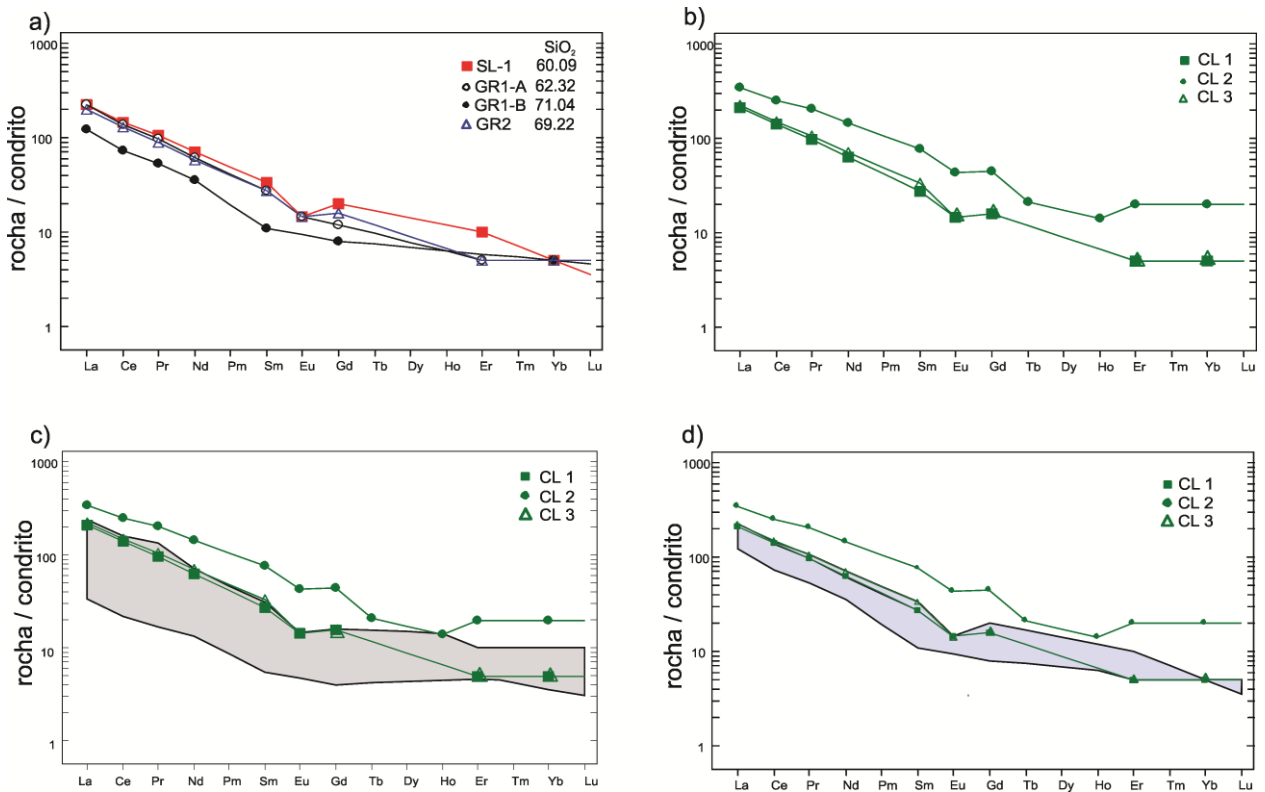 a)
SiO₂
SL-1 60.09
GR1-A 62.32
GR1-B 71.04
GR2 69.22
1000
100
10
1
rocha / condrito
La Ce Pr Nd Pm Sm Eu Gd Tb Dy Ho Er Tm Yb Lu
b)
CL 1
CL 2
CL 3
1000
100
10
1
rocha / condrito
La Ce Pr Nd Pm Sm Eu Gd Tb Dy Ho Er Tm Yb Lu
c)
CL 1
CL 2
CL 3
1000
100
10
1
rocha / condrito
La Ce Pr Nd Pm Sm Eu Gd Tb Dy Ho Er Tm Yb Lu
d)
CL 1
CL 2
CL 3
1000
100
10
1
rocha / condrito
La Ce Pr Nd Pm Sm Eu Gd Tb Dy Ho Er Tm Yb Lu